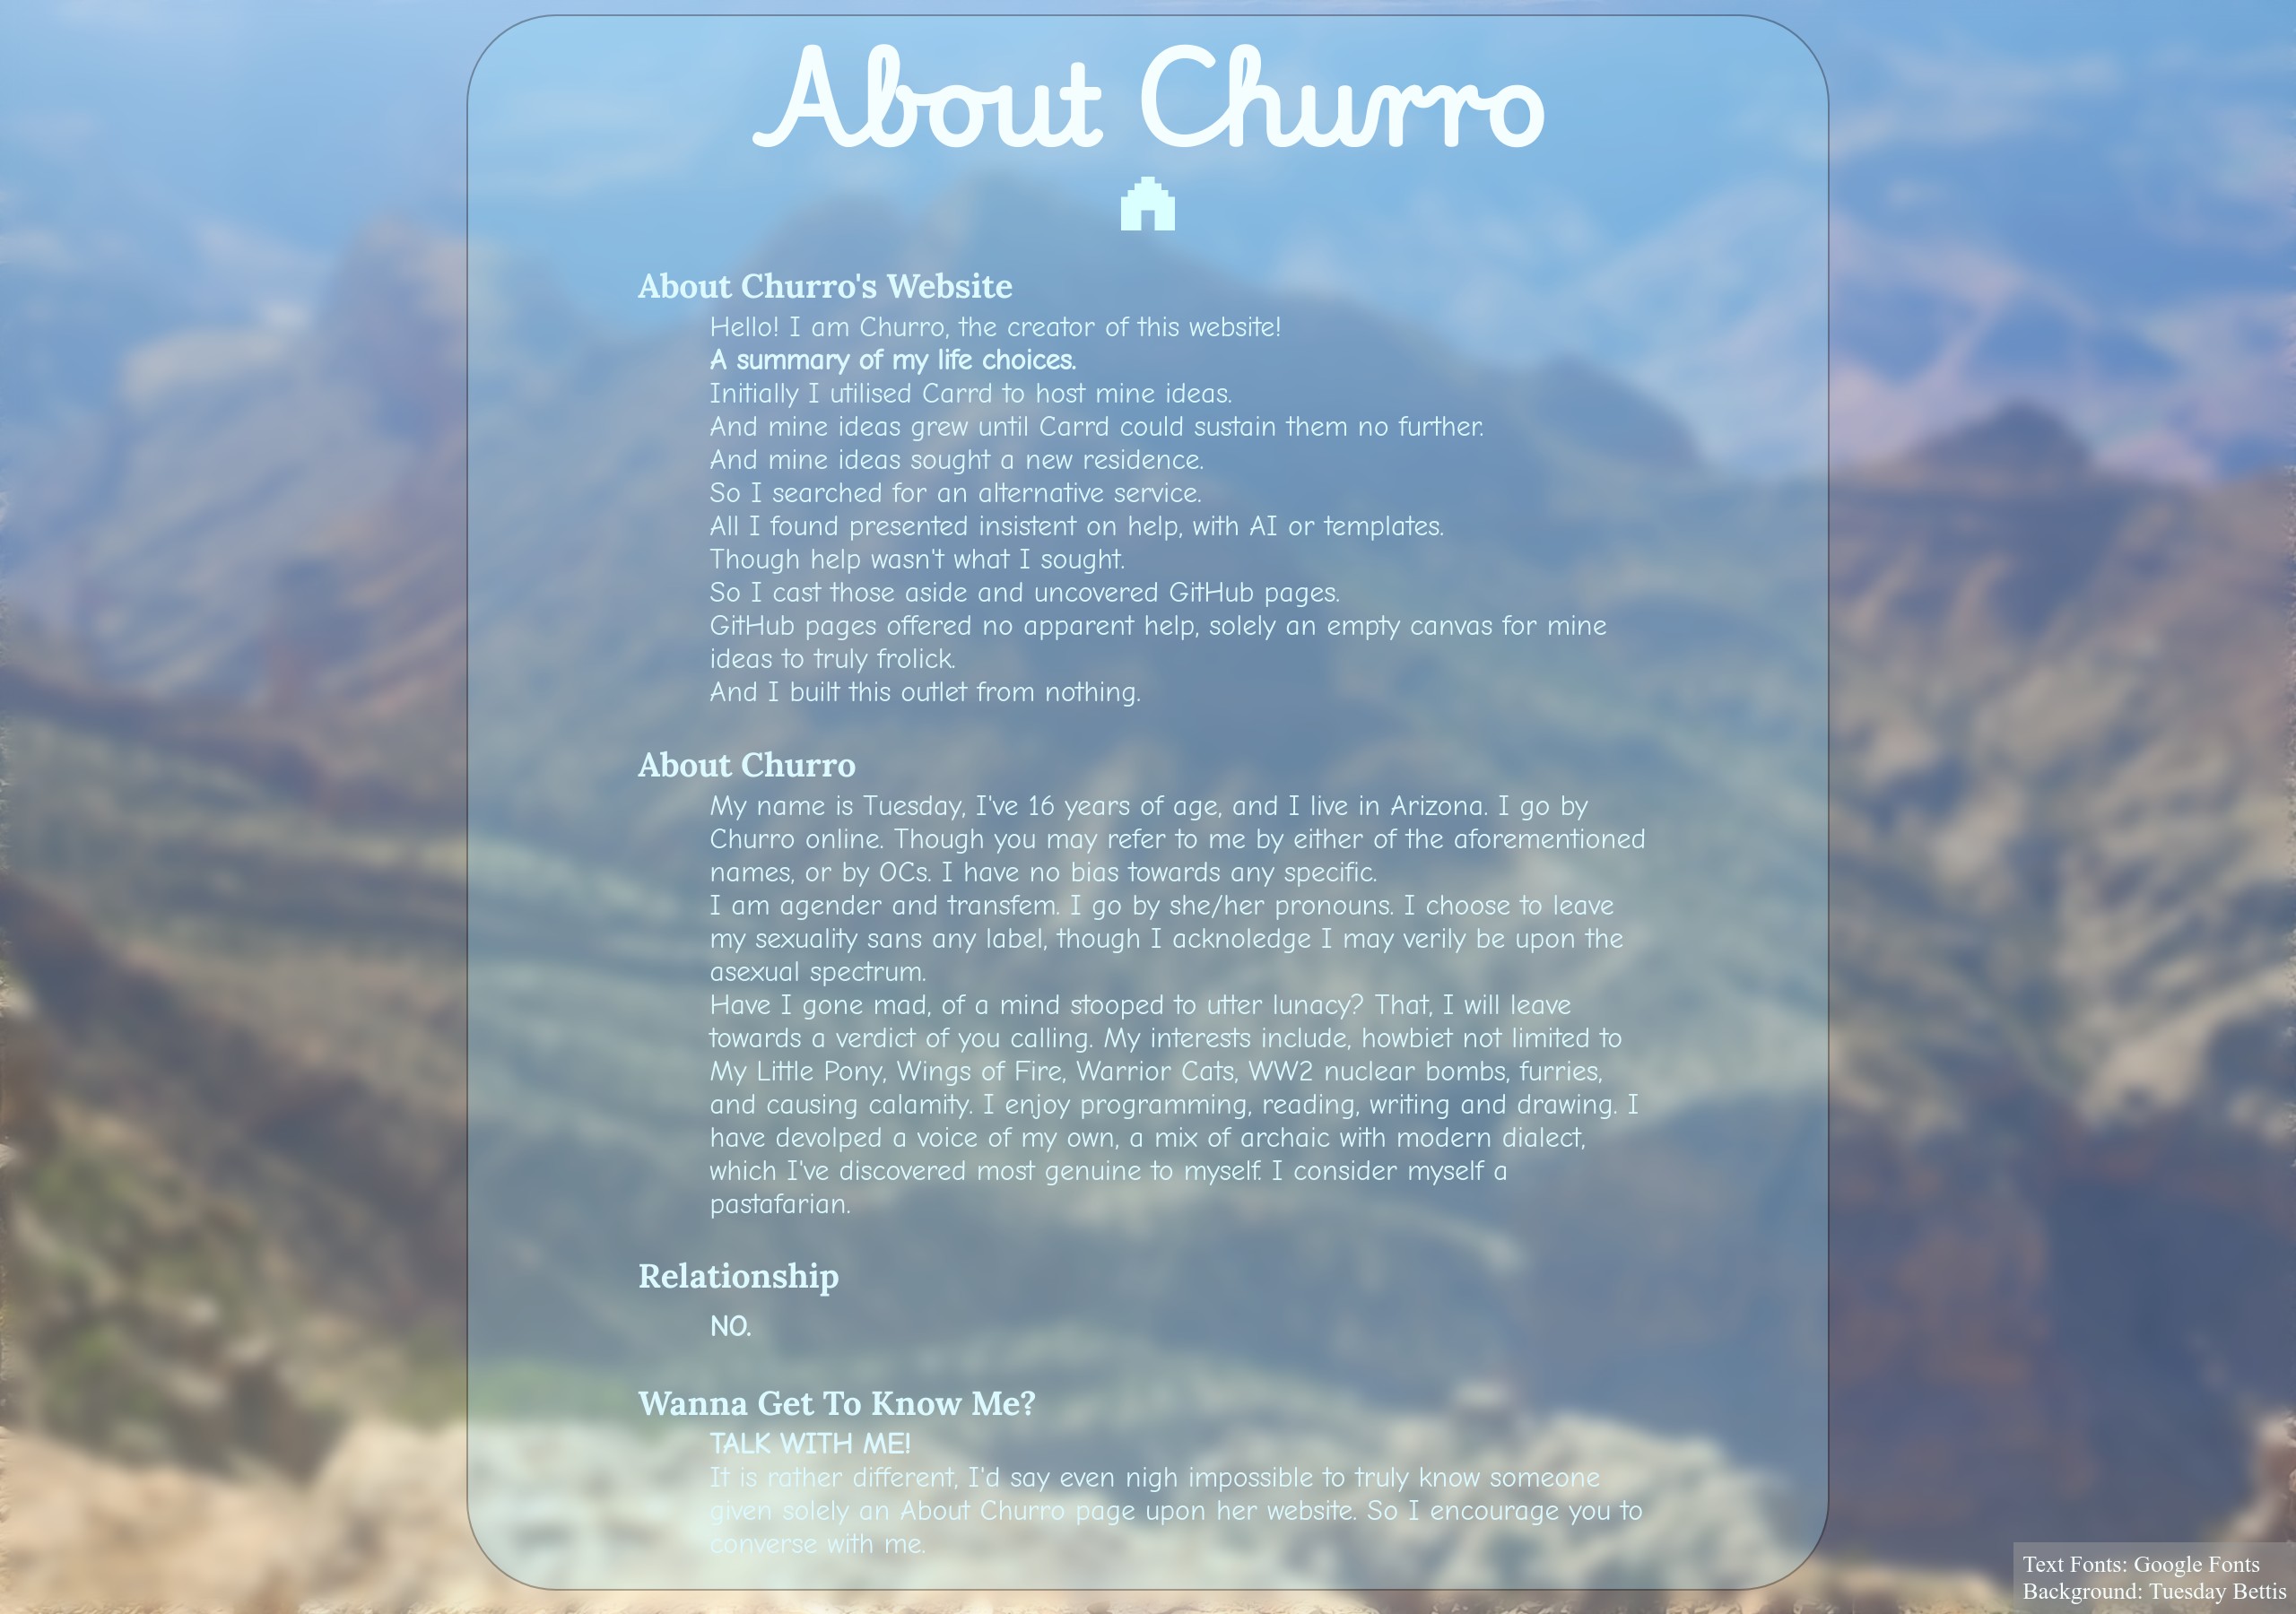 About Churro
About Churro's Website
Hello! I am Churro, the creator of this website!
A summary of my life choices.
Initially I utilised Carrd to host mine ideas.
And mine ideas grew until Carrd could sustain them no further.
And mine ideas sought a new residence.
So I searched for an alternative service.
All I found presented insistent on help, with AI or templates.
Though help wasn't what I sought.
So I cast those aside and uncovered GitHub pages.
GitHub pages offered no apparent help, solely an empty canvas for mine
ideas to truly frolick.
And I built this outlet from nothing.
About Churro
My name is Tuesday, I've 16 years of age, and I live in Arizona. I go by
Churro online. Though you may refer to me by either of the aforementioned
names, or by OCs. I have no bias towards any specific.
I am agender and transfem. I go by she/her pronouns. I choose to leave
my sexuality sans any label, though I acknoledge I may verily be upon the
asexual spectrum.
Have I gone mad, of a mind stooped to utter lunacy? That, I will leave
towards a verdict of you calling. My interests include, howbiet not limited to
My Little Pony, Wings of Fire, Warrior Cats, WW2 nuclear bombs, furries,
and causing calamity. I enjoy programming, reading, writing and drawing. I
have devolped a voice of my own, a mix of archaic with modern dialect,
which I've discovered most genuine to myself. I consider myself a
pastafarian.
Relationship
NO.
Wanna Get To Know Me?
TALK WITH ME!
It is rather different, I'd say even nigh impossible to truly know someone
given solely an About Churro page upon her website. So I encourage you to
converse with me.
Text Fonts: Google Fonts
Background: Tuesday Bettis